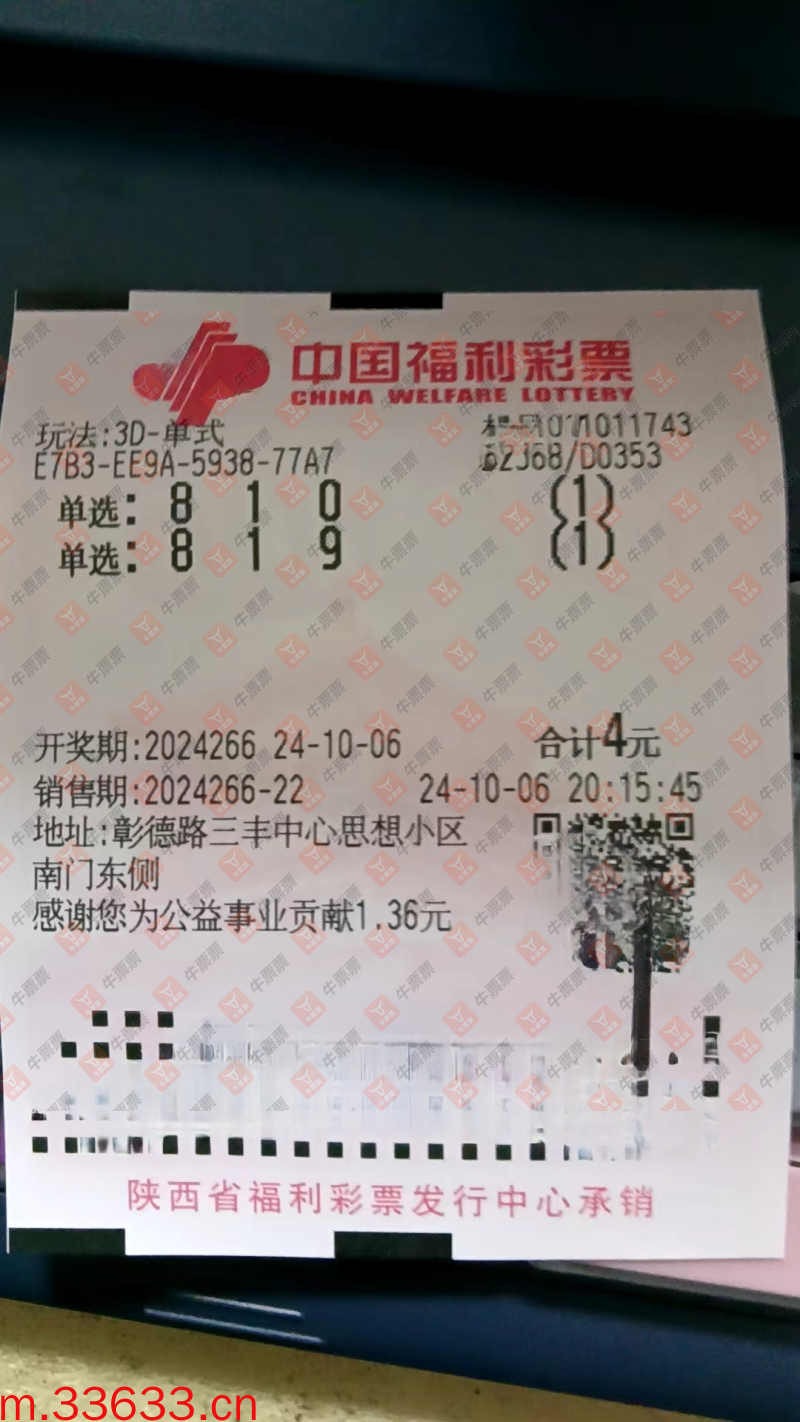 中国福利彩票
CHINA WELFARE LOTTERY
玩法:3D-单式
1011743
E7B3-EE9A-5938-77A7
/D0353
单选: 8 1 0 (1)
单选: 8 1 9 (1)
开奖期:2024266 24-10-06 合计4元
销售期:2024266-22 24-10-06 20:15:45
地址:彰德路三丰中心思想小区
南门东侧
感谢您为公益事业贡献1.36元
陕西省福利彩票发行中心承销
牛票票
m.33633.cn